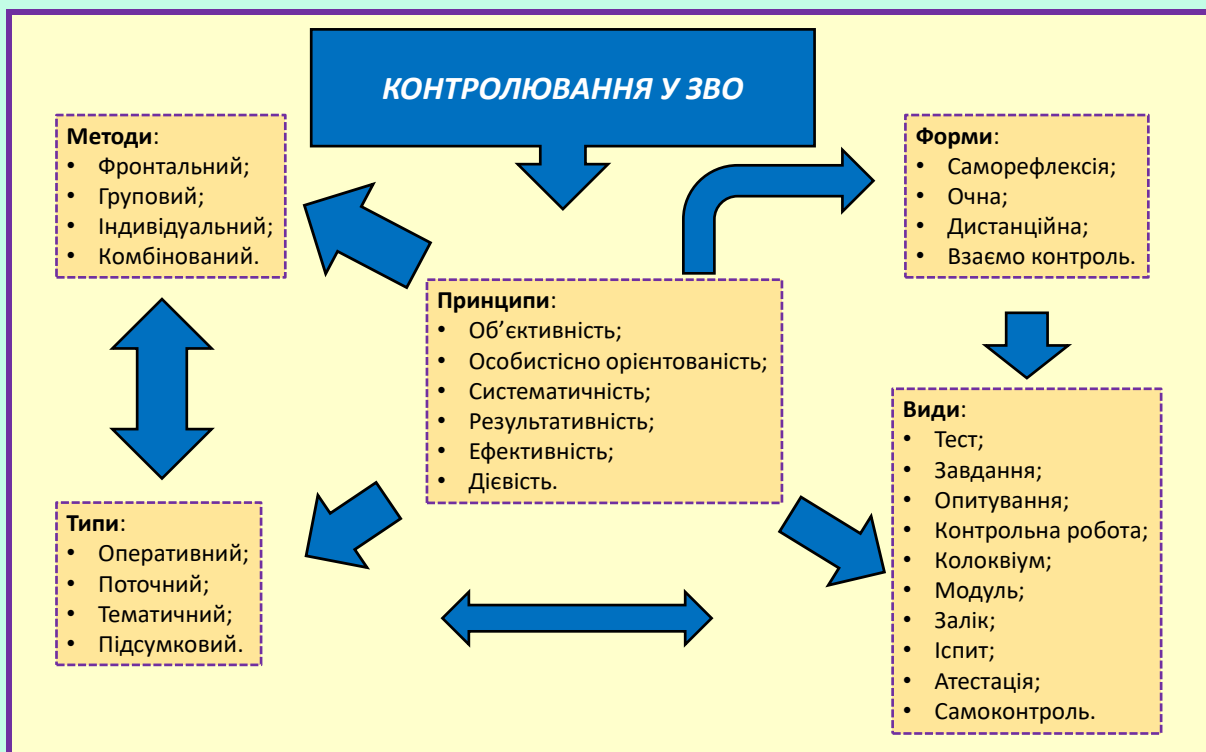 КОНТРОЛЮВАННЯ У ЗВО
Методи:
• Фронтальний;
• Груповий;
• Індивідуальний;
• Комбінований.
Форми:
• Саморефлексія;
• Очна;
• Дистанційна;
• Взаємо контроль.
Принципи:
• Об’єктивність;
• Особистісно орієнтованість;
• Систематичність;
• Результативність;
• Ефективність;
• Дієвість.
Типи:
• Оперативний;
• Поточний;
• Тематичний;
• Підсумковий.
Види:
• Тест;
• Завдання;
• Опитування;
• Контрольна робота;
• Колоквіум;
• Модуль;
• Залік;
• Іспит;
• Атестація;
• Самоконтроль.